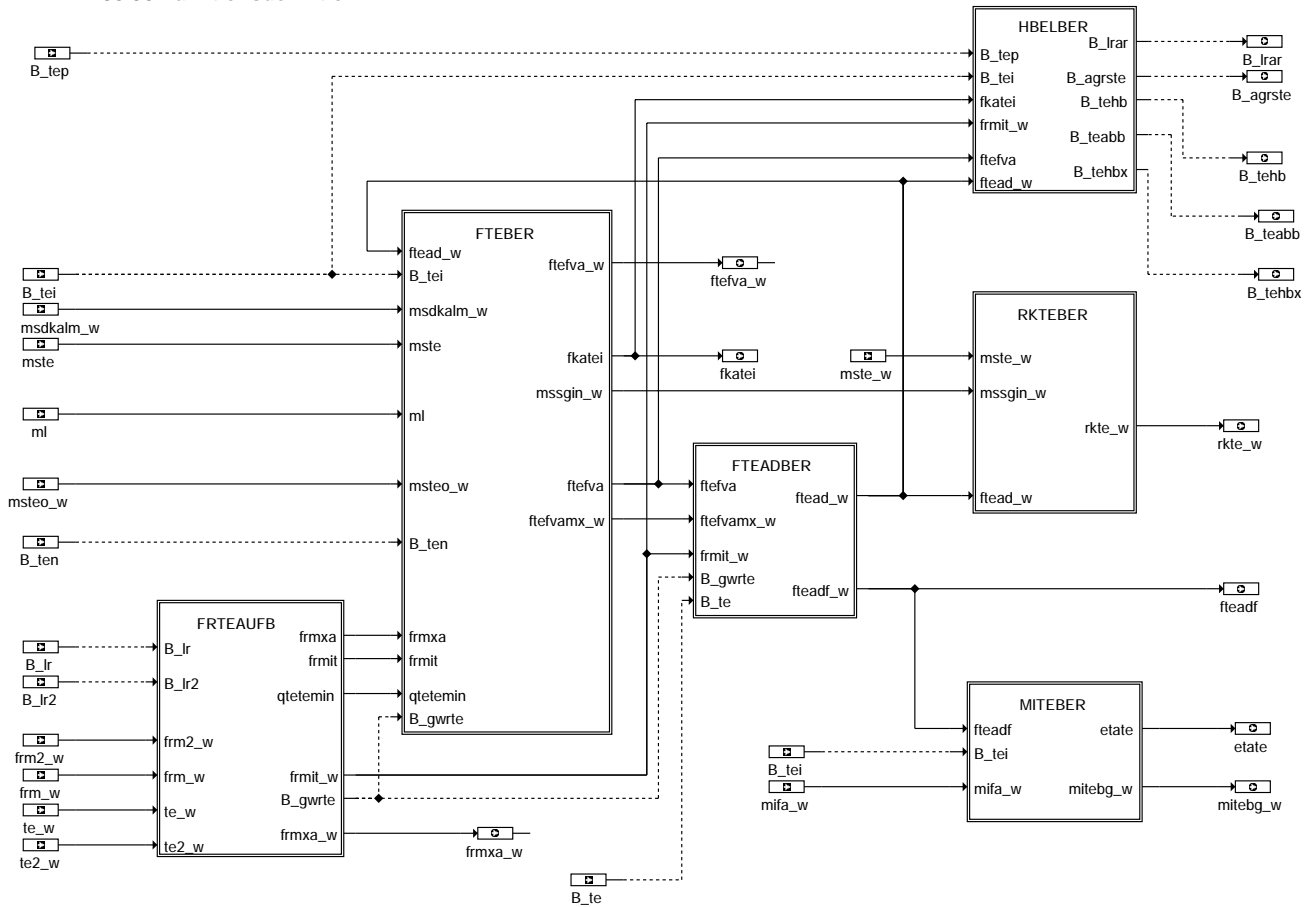 HBELBER
B_tep
B_tei
fkatei
frmit_w
ftefva
ftead_w
B_lrar
B_agrste
B_tehb
B_teabb
B_tehbx
B_tep
B_lrar
B_agrste
B_tehb
B_teabb
B_tehbx
FTEBER
ftead_w
B_tei
msdkalm_w
mste
ml
msteo_w
B_ten
frmxa
frmit
qtetemin
B_gwrte
ftefva_w
fkatei
mssgin_w
ftefva
ftefvamx_w
B_tei
msdkalm_w
mste
ml
msteo_w
B_ten
ftefva_w
fkatei
RKTEBER
mste_w
mssgin_w
ftead_w
rkte_w
mste_w
rkte_w
FTEADBER
ftefva
ftefvamx_w
frmit_w
B_gwrte
B_te
ftead_w
fteadf_w
fteadf
FRTEAUFB
B_lr
B_lr2
frm2_w
frm_w
te_w
te2_w
frmxa
frmit
qtetemin
frmit_w
B_gwrte
frmxa_w
B_lr
B_lr2
frm2_w
frm_w
te_w
te2_w
frmxa_w
MITEBER
fteadf
B_tei
mifa_w
etate
mitebg_w
B_tei
mifa_w
etate
mitebg_w
B_te